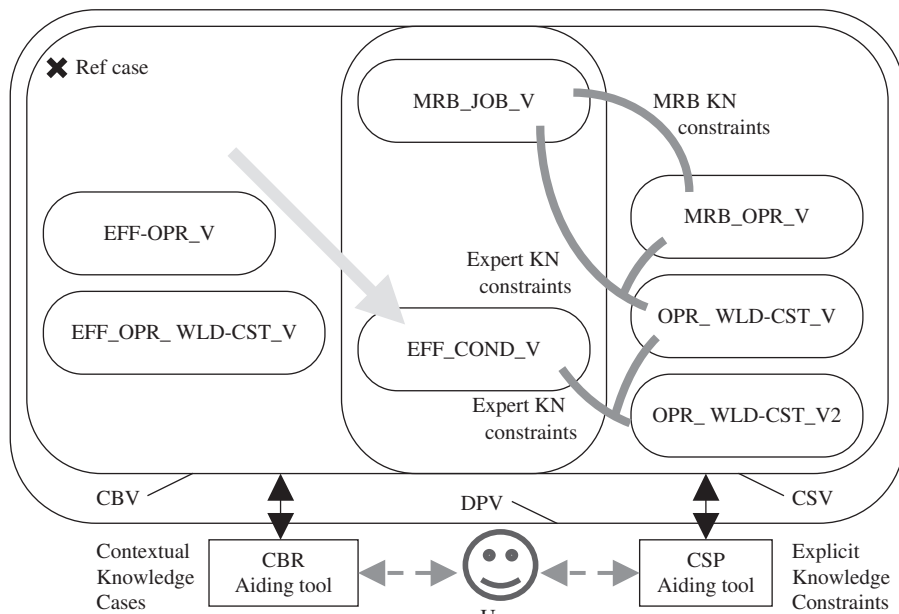 Ref case
MRB_JOB_V
MRB KN
constraints
EFF-OPR_V
MRB_OPR_V
Expert KN
constraints
EFF_OPR_ WLD-CST_V
OPR_ WLD-CST_V
EFF_COND_V
Expert KN
constraints
OPR_ WLD-CST_V2
CBV
DPV
CSV
Contextual
Knowledge
Cases
CBR
Aiding tool
CSP
Aiding tool
Explicit
Knowledge
Constraints